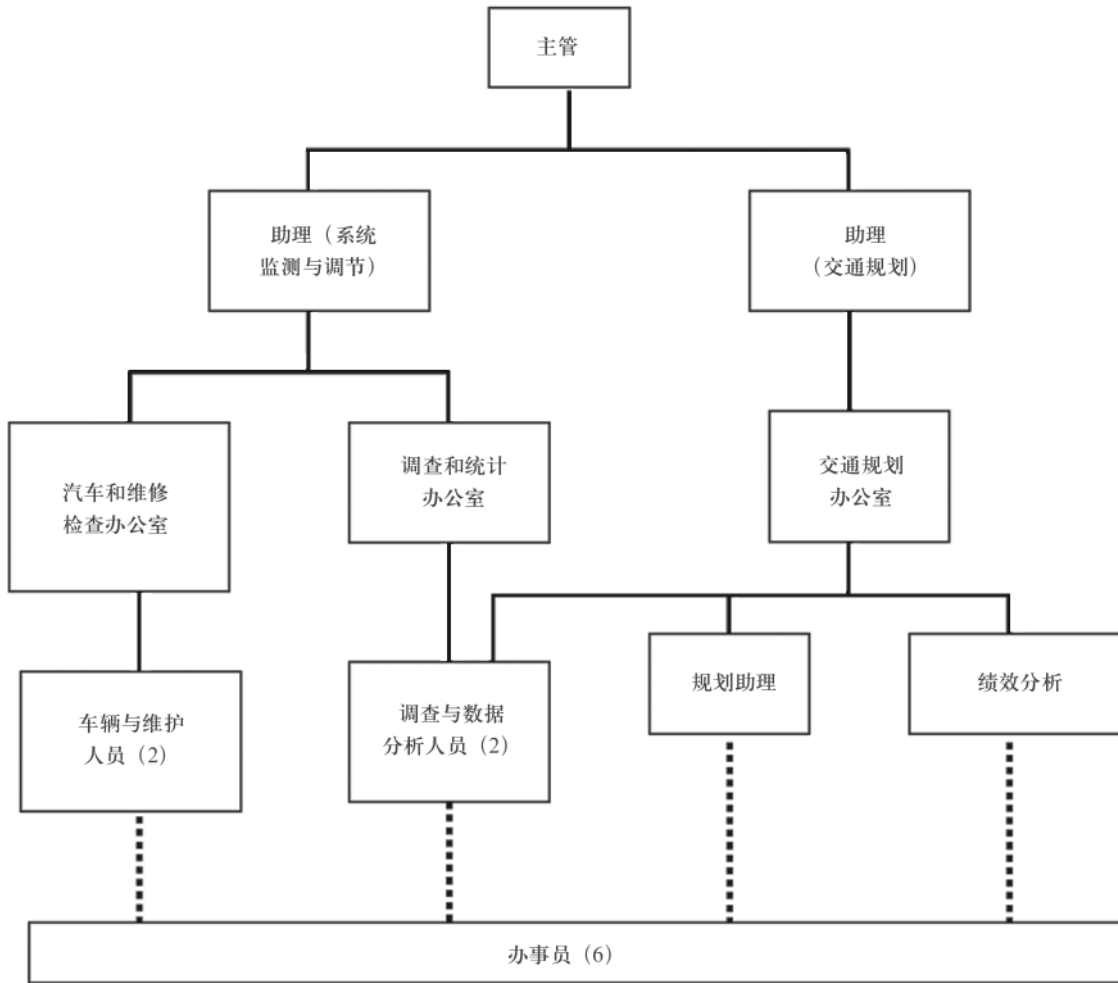 主管
助理（系统
监测与调节）
助理
（交通规划）
汽车和维修
检查办公室
调查和统计
办公室
交通规划
办公室
车辆与维护
人员（2）
调查与数据
分析人员（2）
规划助理
绩效分析
办事员（6）